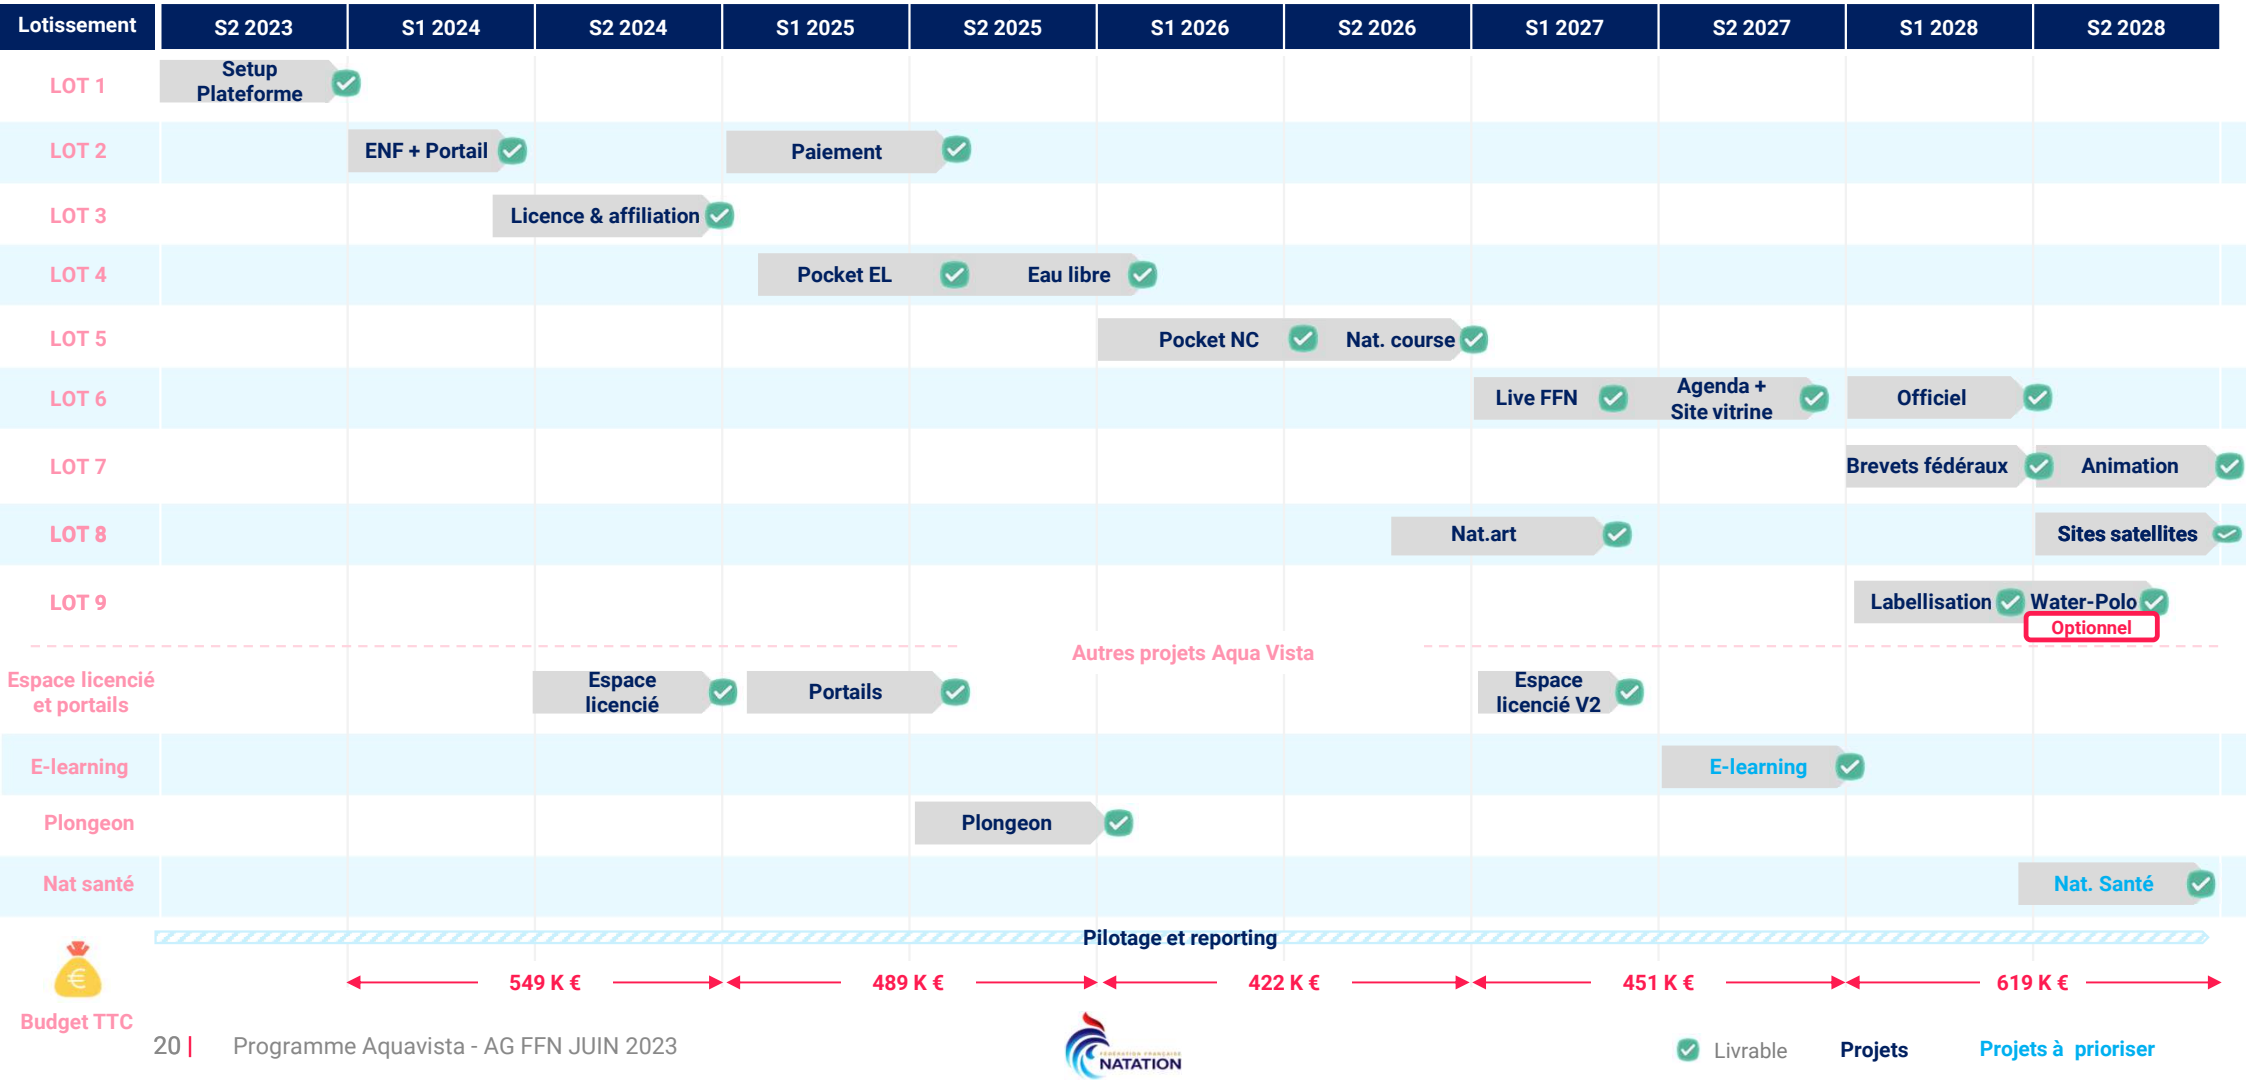 Lotissement S2 2023 S1 2024 S2 2024 S1 2025 S2 2025 S1 2026 S2 2026 S1 2027 S2 2027 S1 2028 S2 2028
LOT 1
Setup
Plateforme
LOT 2 ENF + Portail Paiement
LOT 3 Licence & affiliation
LOT 4 Pocket EL Eau libre
LOT 5 Pocket NC Nat. course
LOT 6 Live FFN
Agenda +
Site vitrine
Officiel
LOT 7 Brevets fédéraux Animation
LOT 8 Nat.art Sites satellites
LOT 9 Labellisation Water-Polo
Optionnel
Autres projets Aqua Vista
Espace licencié
et portails
Espace
licencié
Portails
Espace
licencié V2
E-learning E-learning
Plongeon Plongeon
Nat santé Nat. Santé
Pilotage et reporting
€
549 K € 489 K € 422 K € 451 K € 619 K €
Budget TTC
20 | Programme Aquavista - AG FFN JUIN 2023
FÉDÉRATION FRANÇAISE
NATATION
Livrable Projets Projets à prioriser